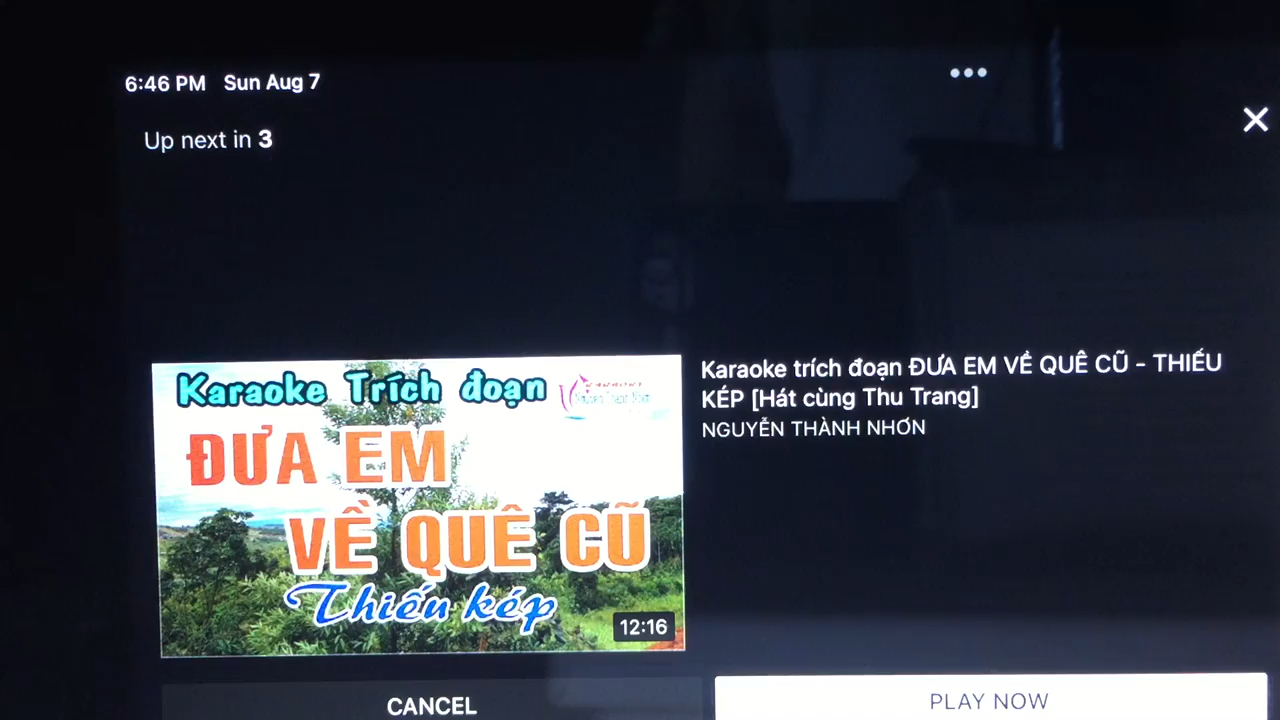 6:46 PM Sun Aug 7
•••
Up next in 3
Karaoke Trích đoạn
ĐƯA EM
VỀ QUÊ CŨ
Thiếu kép
12:16
Karaoke trích đoạn ĐƯA EM VỀ QUÊ CŨ - THIẾU
KÉP [Hát cùng Thu Trang]
NGUYỄN THÀNH NHƠN
CANCEL
PLAY NOW